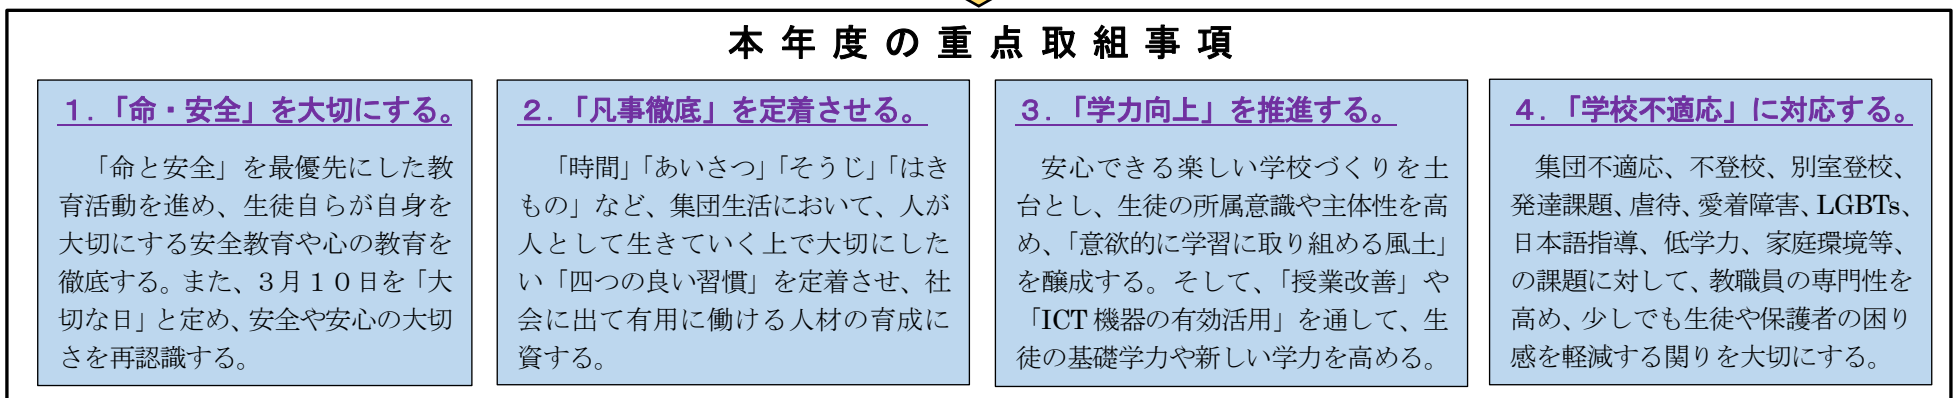 本年度の重点取組事項
１．「命・安全」を大切にする。
「命と安全」を最優先にした教
育活動を進め、生徒自らが自身を
大切にする安全教育や心の教育を
徹底する。また、３月１０日を「大
切な日」と定め、安全や安心の大切
さを再認識する。
２．「凡事徹底」を定着させる。
「時間」「あいさつ」「そうじ」「はき
もの」など、集団生活において、人が
人として生きていく上で大切にした
い「四つの良い習慣」を定着させ、社
会に出て有用に働ける人材の育成に
資する。
３．「学力向上」を推進する。
安心できる楽しい学校づくりを土
台とし、生徒の所属意識や主体性を高
め、「意欲的に学習に取り組める風土」
を醸成する。そして、「授業改善」や
「ICT 機器の有効活用」を通して、生
徒の基礎学力や新しい学力を高める。
４．「学校不適応」に対応する。
集団不適応、不登校、別室登校、
発達課題、虐待、愛着障害、LGBTs、
日本語指導、低学力、家庭環境等、
の課題に対して、教職員の専門性を
高め、少しでも生徒や保護者の困り
感を軽減する関りを大切にする。